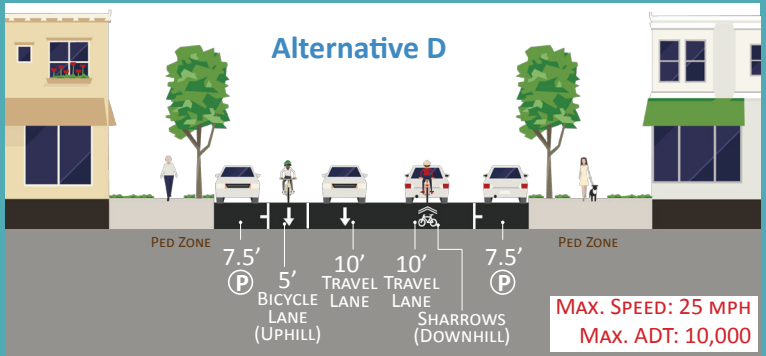 Alternative D
PED ZONE
PED ZONE
7.5’
P
5’
BICYCLE
LANE
(UPHILL)
10’
TRAVEL
LANE
10’
TRAVEL
LANE
SHARROWS
(DOWNHILL)
7.5’
P
MAX. SPEED: 25 MPH
MAX. ADT: 10,000